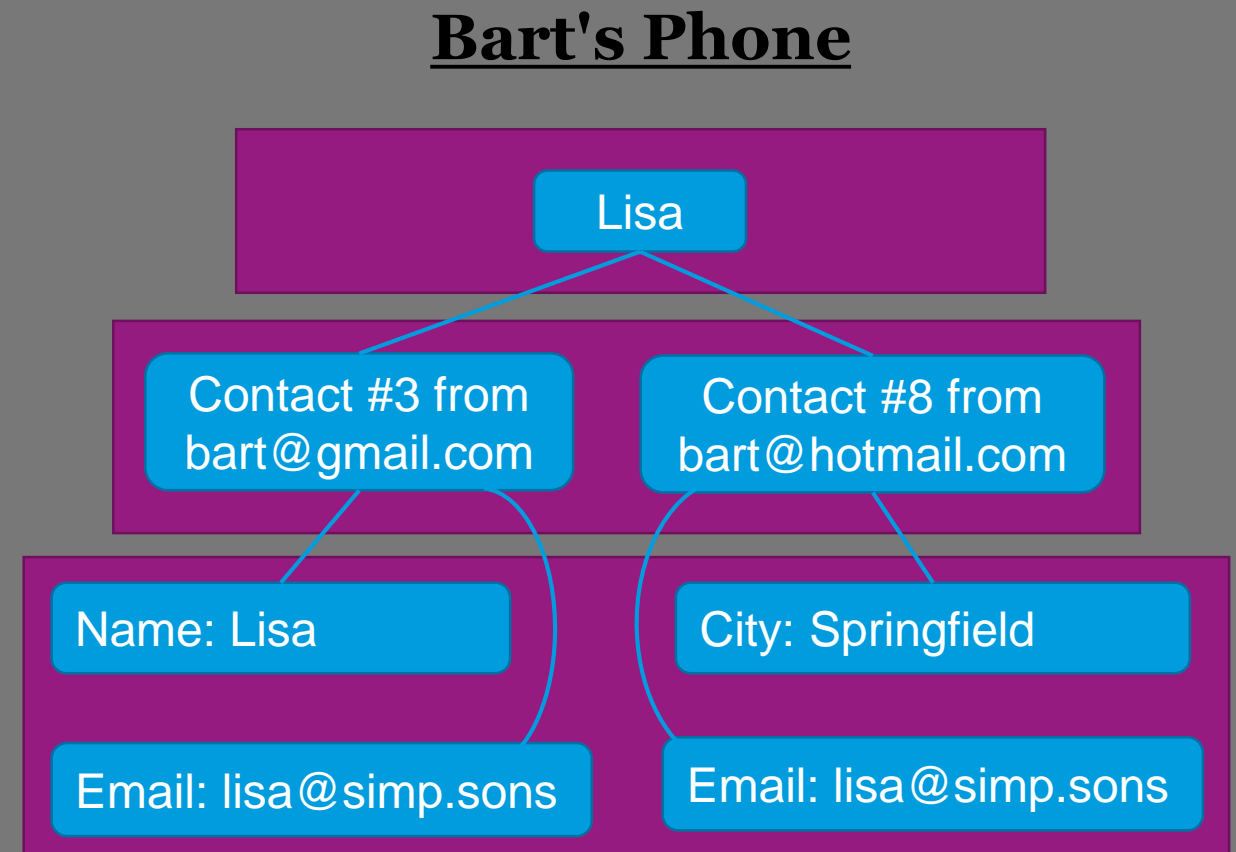 Bart's Phone
Lisa
Contact #3 from
bart@gmail.com
Contact #8 from
bart@hotmail.com
Name: Lisa
City: Springfield
Email: lisa@simp.sons
Email: lisa@simp.sons